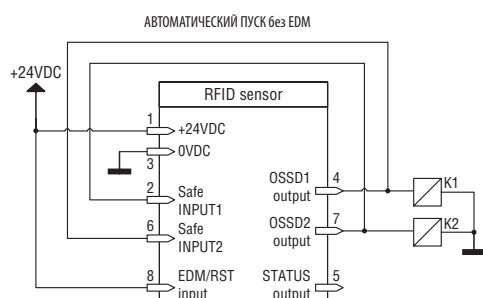 АВТОМАТИЧЕСКИЙ ПУСК без EDM
+24VDC
RFID sensor
1
+24VDC
0VDC
3
2
Safe
INPUT1
6
Safe
INPUT2
8
EDM/RST
input
OSSD1
output
4
OSSD2
output
7
STATUS
output
5
K1
K2